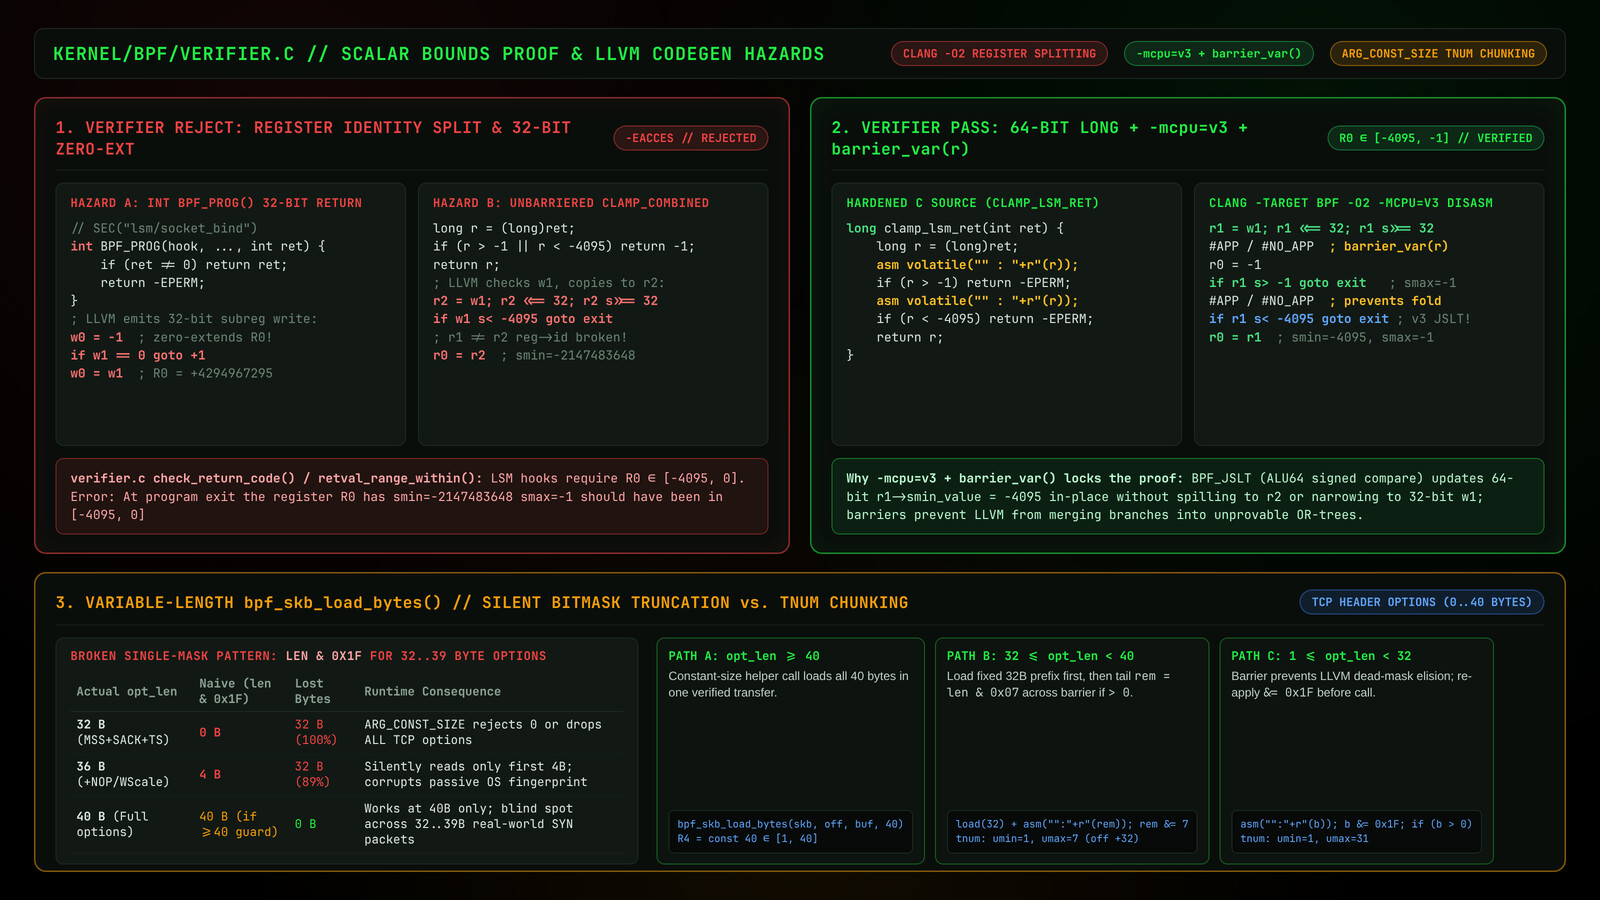 KERNEL/BPF/VERIFIER.C // SCALAR BOUNDS PROOF & LLVM CODEGEN HAZARDS
CLANG -O2 REGISTER SPLITTING
-mcpu=v3 + barrier_var()
ARG_CONST_SIZE TNUM CHUNKING
1. VERIFIER REJECT: REGISTER IDENTITY SPLIT & 32-BIT
ZERO-EXT
-EACCES // REJECTED
HAZARD A: INT BPF_PROG() 32-BIT RETURN
// SEC("lsm/socket_bind")
int BPF_PROG(hook, ..., int ret) {
    if (ret != 0) return ret;
    return -EPERM;
}
; LLVM emits 32-bit subreg write:
w0 = -1  ; zero-extends R0!
if w1 == 0 goto +1
w0 = w1  ; R0 = +4294967295
HAZARD B: UNBARRIERED CLAMP_COMBINED
long r = (long)ret;
if (r > -1 || r < -4095) return -1;
return r;
; LLVM checks w1, copies to r2:
r2 = w1; r2 <<= 32; r2 s>>= 32
if w1 s< -4095 goto exit
; r1 != r2 reg->id broken!
r0 = r2  ; smin=-2147483648
verifier.c check_return_code() / retval_range_within(): LSM hooks require R0 ∈ [-4095, 0].
Error: At program exit the register R0 has smin=-2147483648 smax=-1 should have been in
[-4095, 0]
2. VERIFIER PASS: 64-BIT LONG + -mcpu=v3 +
barrier_var(r)
R0 ∈ [-4095, -1] // VERIFIED
HARDENED C SOURCE (CLAMP_LSM_RET)
long clamp_lsm_ret(int ret) {
    long r = (long)ret;
    asm volatile("" : "+r"(r));
    if (r > -1) return -EPERM;
    asm volatile("" : "+r"(r));
    if (r < -4095) return -EPERM;
    return r;
}
CLANG -TARGET BPF -O2 -MCPU=V3 DISASM
r1 = w1; r1 <<= 32; r1 s>>= 32
#APP / #NO_APP  ; barrier_var(r)
r0 = -1
if r1 s> -1 goto exit   ; smax=-1
#APP / #NO_APP  ; prevents fold
if r1 s< -4095 goto exit ; v3 JSLT!
r0 = r1  ; smin=-4095, smax=-1
Why -mcpu=v3 + barrier_var() locks the proof: BPF_JSLT (ALU64 signed compare) updates 64-
bit r1->smin_value = -4095 in-place without spilling to r2 or narrowing to 32-bit w1;
barriers prevent LLVM from merging branches into unprovable OR-trees.
3. VARIABLE-LENGTH bpf_skb_load_bytes() // SILENT BITMASK TRUNCATION vs. TNUM CHUNKING
TCP HEADER OPTIONS (0..40 BYTES)
BROKEN SINGLE-MASK PATTERN: LEN & 0X1F FOR 32..39 BYTE OPTIONS
Actual opt_len
Naive (len
& 0x1F)
Lost
Bytes
Runtime Consequence
32 B
(MSS+SACK+TS)
0 B
32 B
(100%)
ARG_CONST_SIZE rejects 0 or drops
ALL TCP options
36 B
(+NOP/WScale)
4 B
32 B
(89%)
Silently reads only first 4B;
corrupts passive OS fingerprint
40 B (Full
options)
40 B (if
>=40 guard)
0 B
Works at 40B only; blind spot
across 32..39B real-world SYN
packets
PATH A: opt_len >= 40
Constant-size helper call loads all 40 bytes in
one verified transfer.
bpf_skb_load_bytes(skb, off, buf, 40)
R4 = const 40 ∈ [1, 40]
PATH B: 32 <= opt_len < 40
Load fixed 32B prefix first, then tail rem =
len & 0x07 across barrier if > 0.
load(32) + asm("":"+r"(rem)); rem &= 7
tnum: umin=1, umax=7 (off +32)
PATH C: 1 <= opt_len < 32
Barrier prevents LLVM dead-mask elision; re-
apply &= 0x1F before call.
asm("":"+r"(b)); b &= 0x1F; if (b > 0)
tnum: umin=1, umax=31